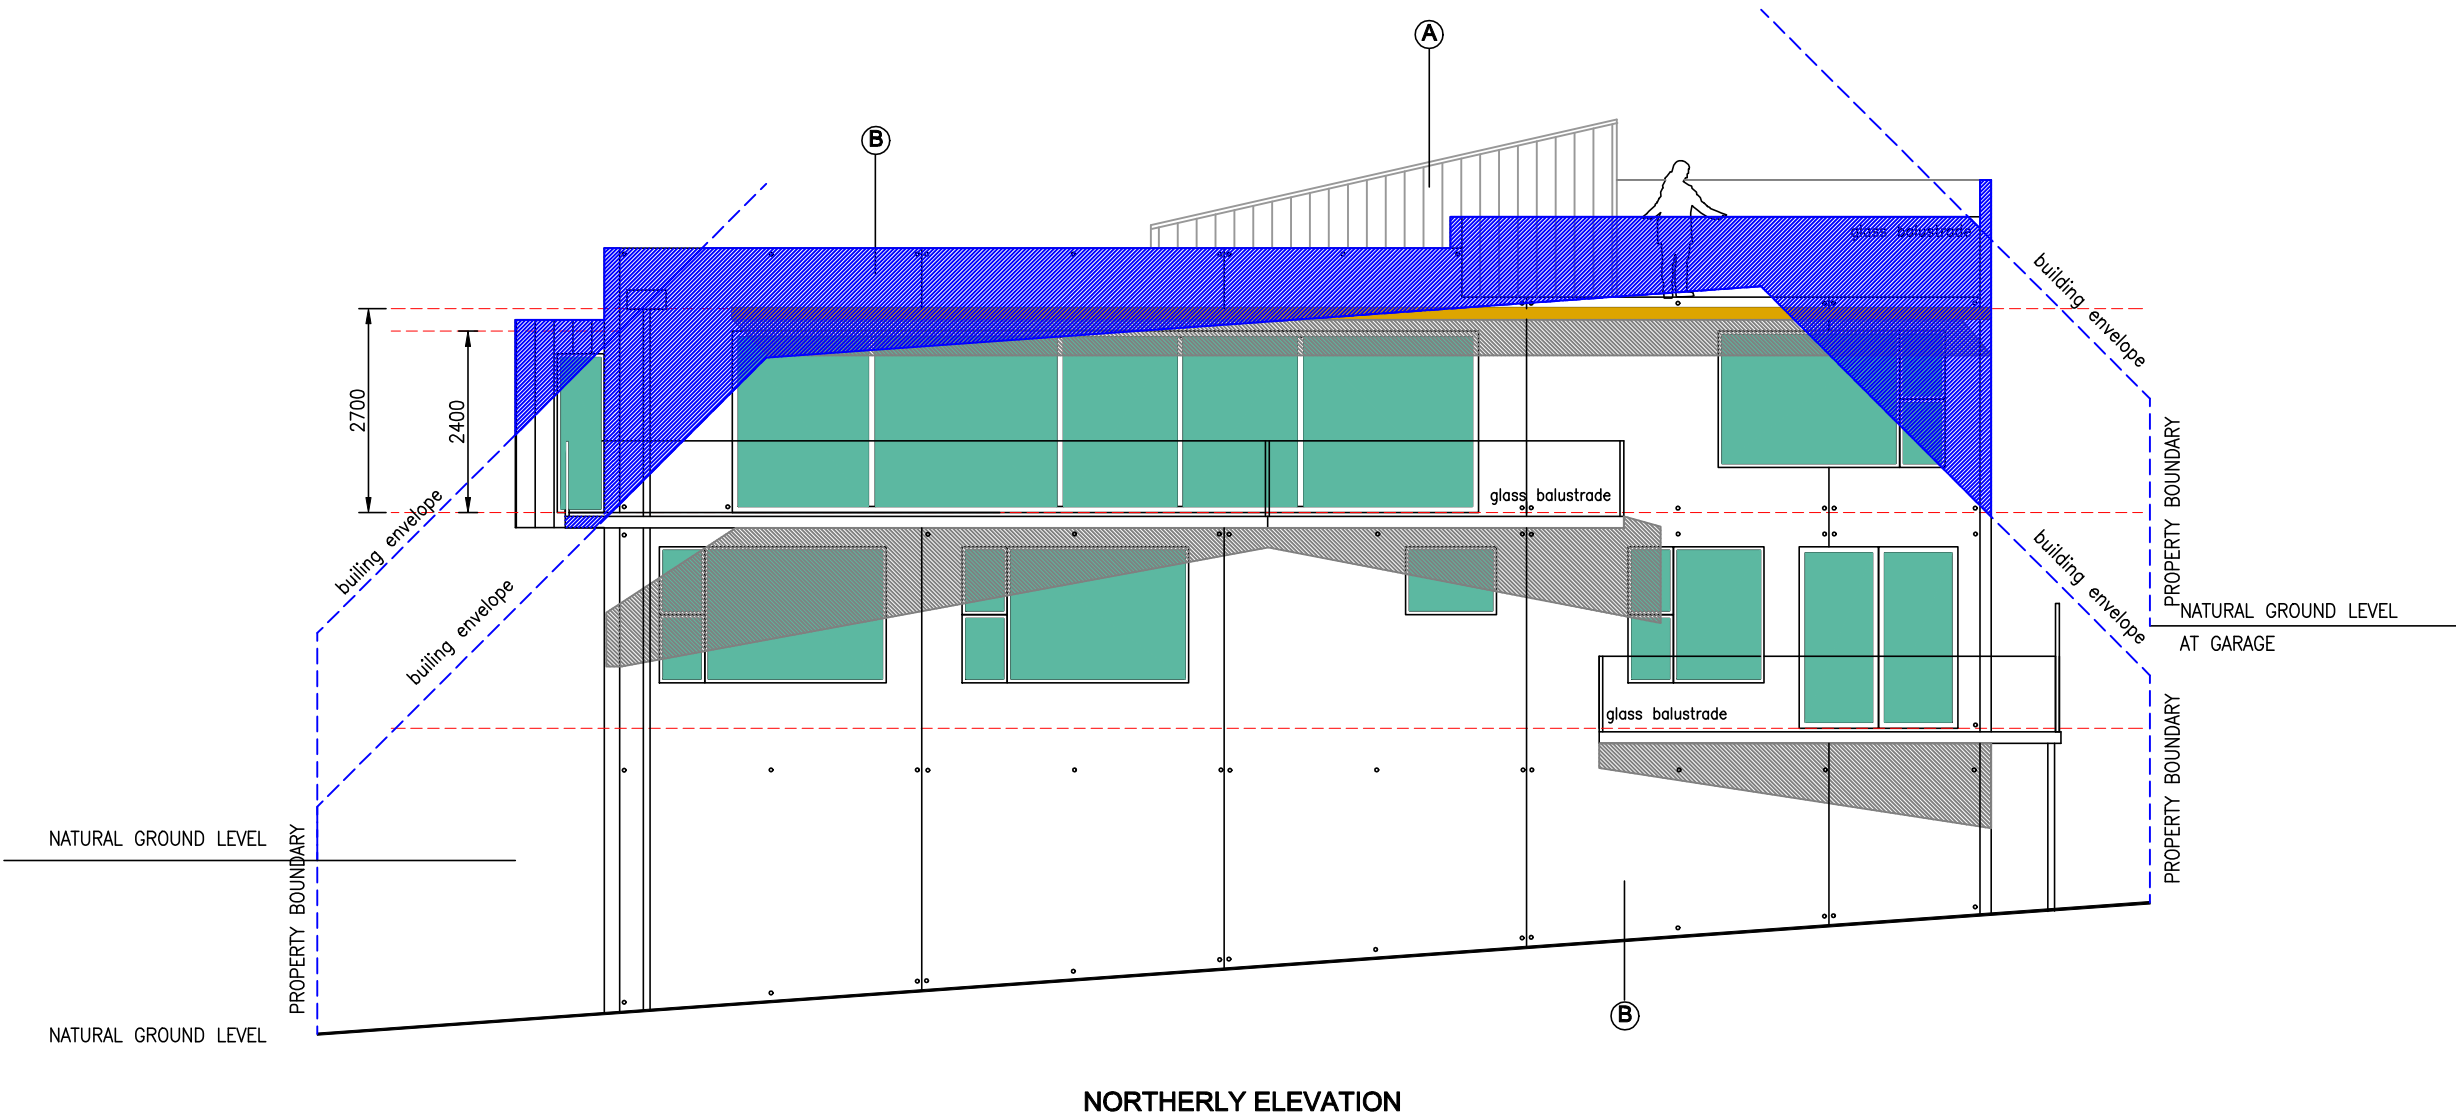 A
B
glass balustrade
building envelope
2700
2400
glass balustrade
builing envelope
PROPERTY BOUNDARY
building envelope
builing envelope
NATURAL GROUND LEVEL
AT GARAGE
glass balustrade
PROPERTY BOUNDARY
NATURAL GROUND LEVEL
PROPERTY BOUNDARY
B
NATURAL GROUND LEVEL
NORTHERLY ELEVATION